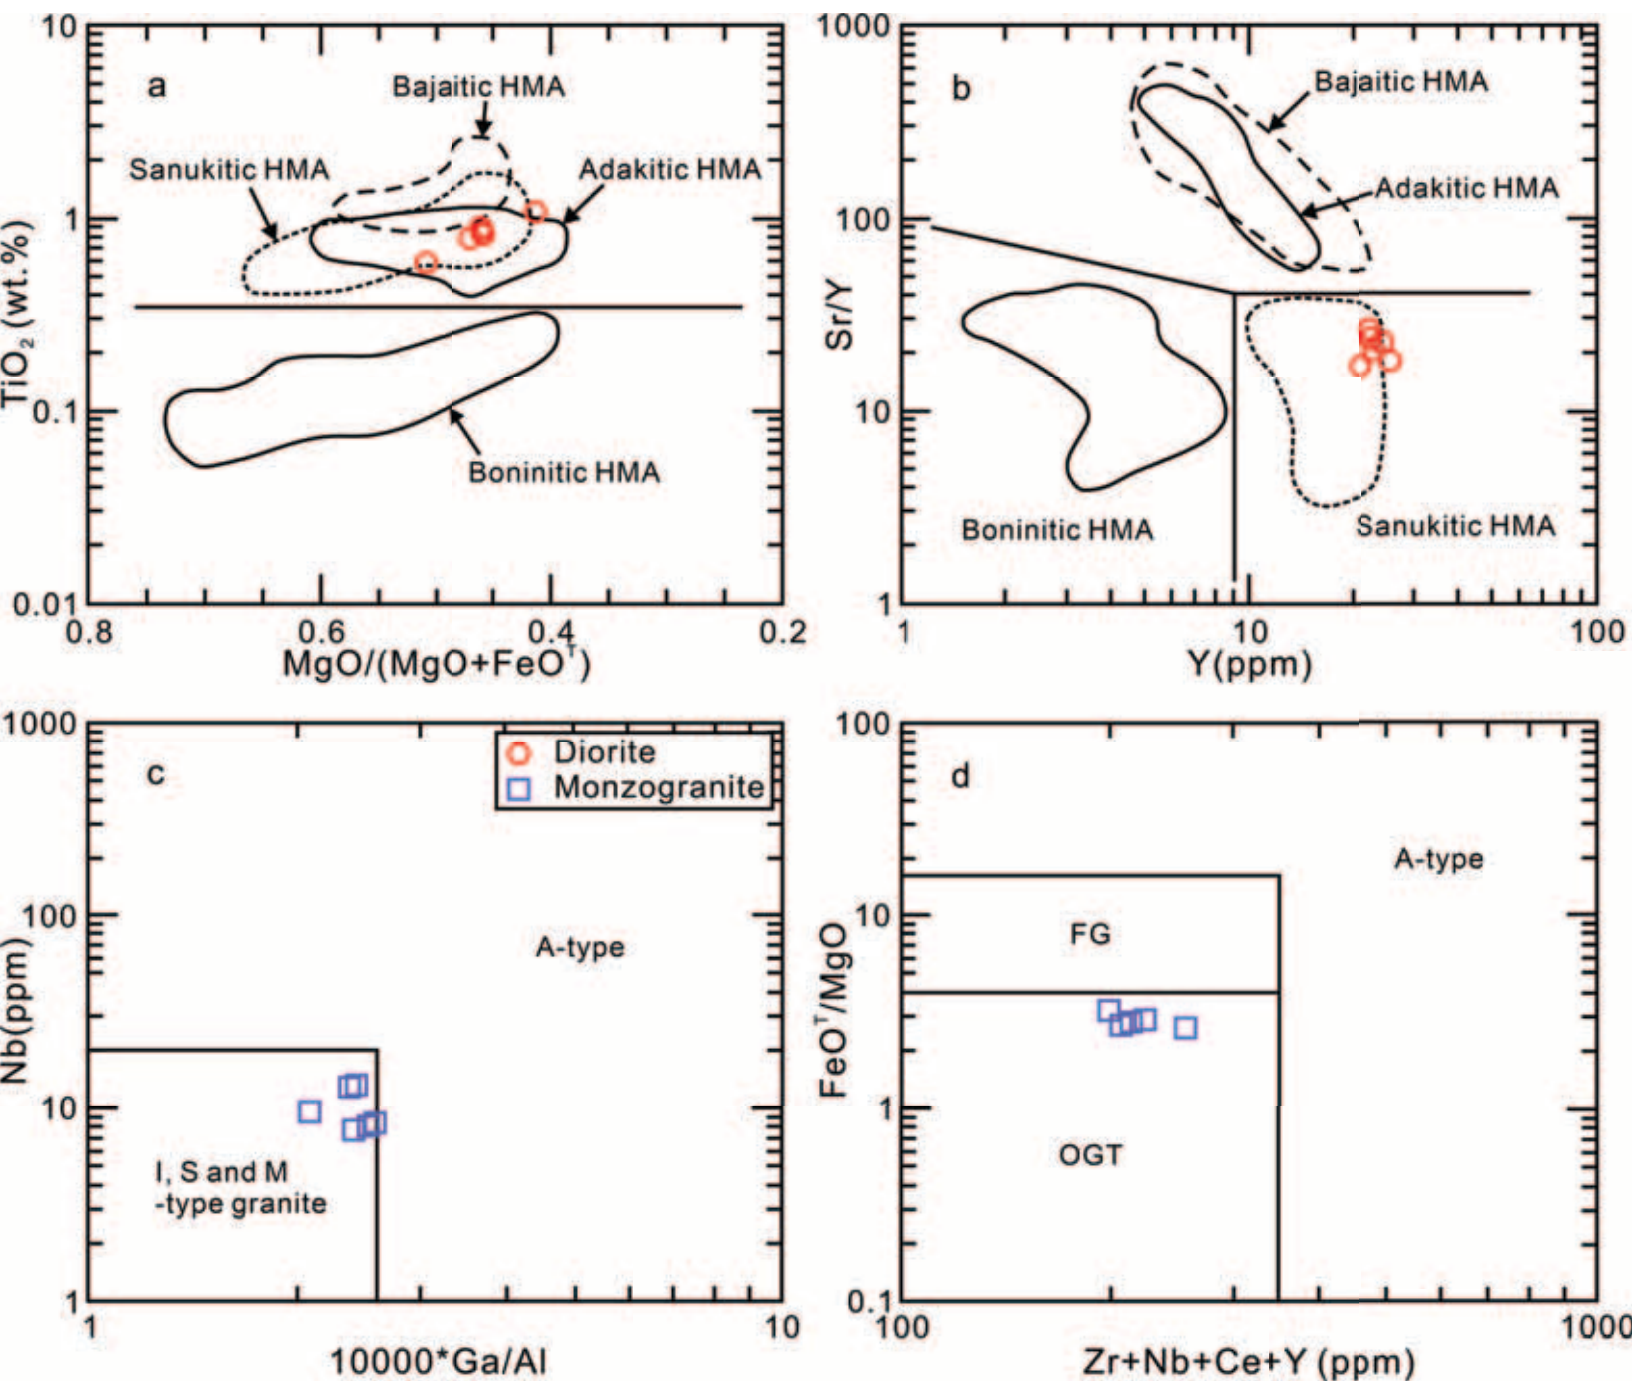 a
10
1
0.1
0.01
TiO₂ (wt.%)
Bajaitic HMA
Sanukitic HMA
Adakitic HMA
Boninitic HMA
0.8
0.6
0.4
0.2
MgO/(MgO+FeOᵀ)
b
1000
100
10
1
Sr/Y
Bajaitic HMA
Adakitic HMA
Boninitic HMA
Sanukitic HMA
1
10
100
Y(ppm)
c
1000
100
10
1
Nb(ppm)
Diorite
Monzogranite
A-type
I, S and M
-type granite
1
10
10000*Ga/Al
d
100
10
1
0.1
FeOᵀ/MgO
A-type
FG
OGT
100
1000
Zr+Nb+Ce+Y (ppm)